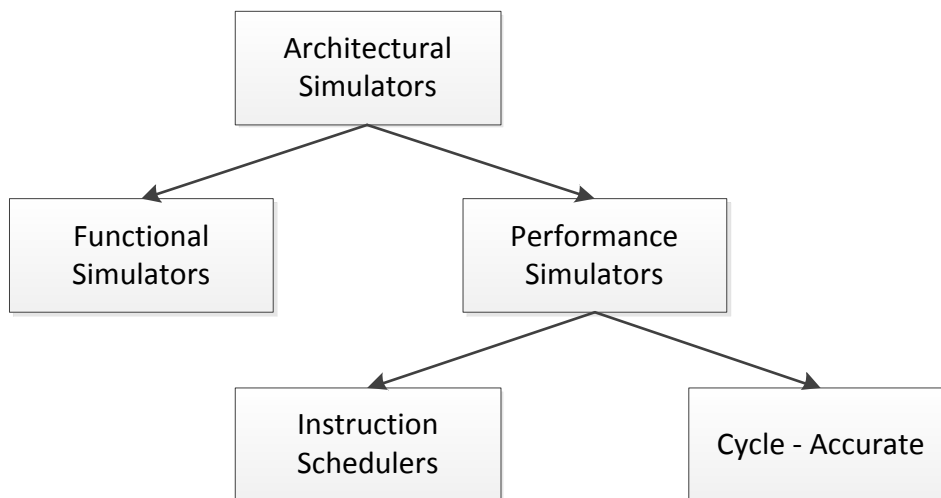 Architectural
Simulators
Functional
Simulators
Performance
Simulators
Instruction
Schedulers
Cycle - Accurate